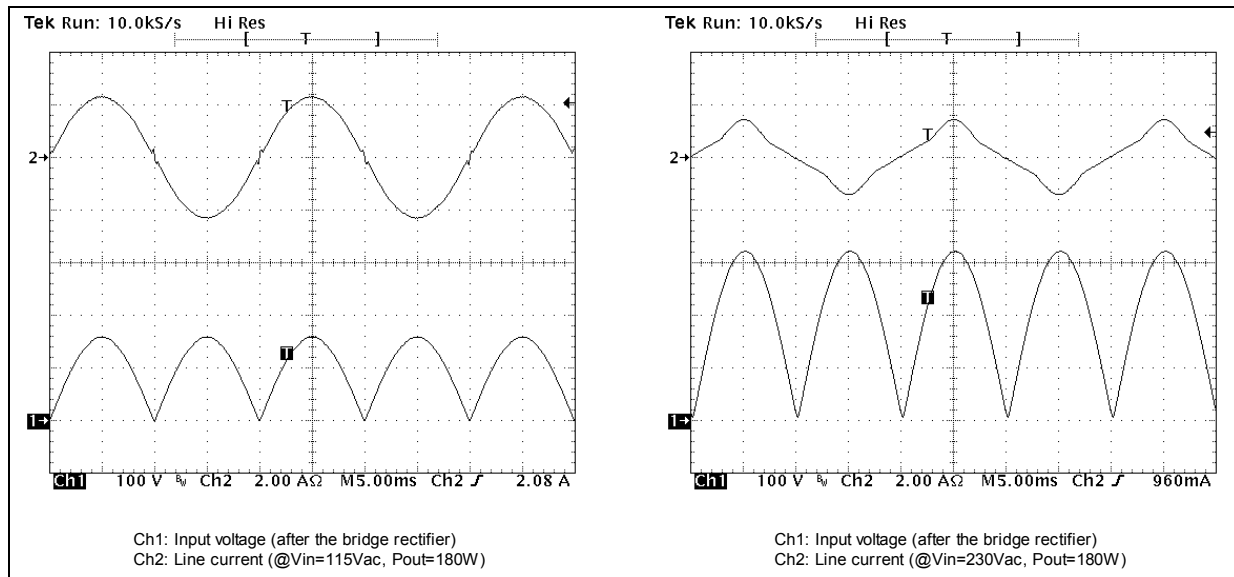 Tek Run: 10.0kS/s Hi Res
[ T ]
T
2
T
1
Ch1 100 V BW Ch2 2.00 AΩ M5.00ms Ch2 2.08 A
Ch1: Input voltage (after the bridge rectifier)
Ch2: Line current (@Vin=115Vac, Pout=180W)
Tek Run: 10.0kS/s Hi Res
[ T ]
T
2
T
1
Ch1 100 V BW Ch2 2.00 AΩ M5.00ms Ch2 960mA
Ch1: Input voltage (after the bridge rectifier)
Ch2: Line current (@Vin=230Vac, Pout=180W)